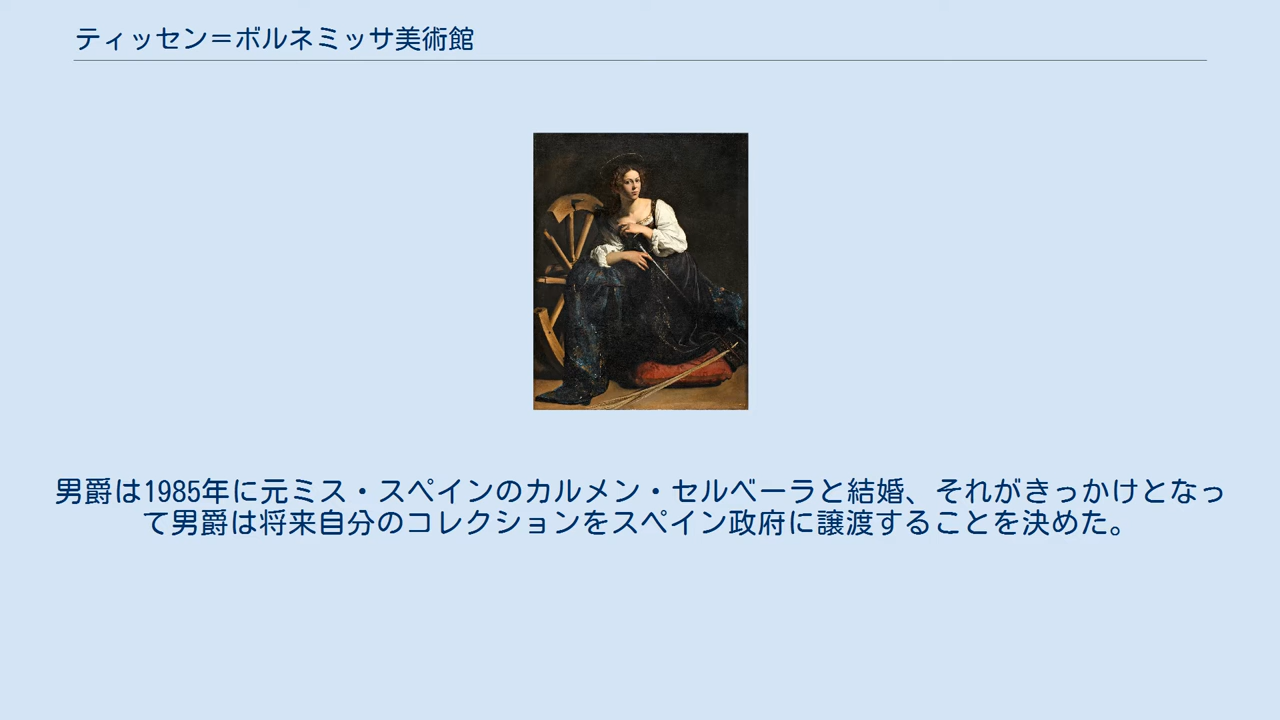 ティッセン＝ボルネミッサ美術館
男爵は1985年に元ミス・スペインのカルメン・セルベーラと結婚、それがきっかけとなっ
て男爵は将来自分のコレクションをスペイン政府に譲渡することを決めた。